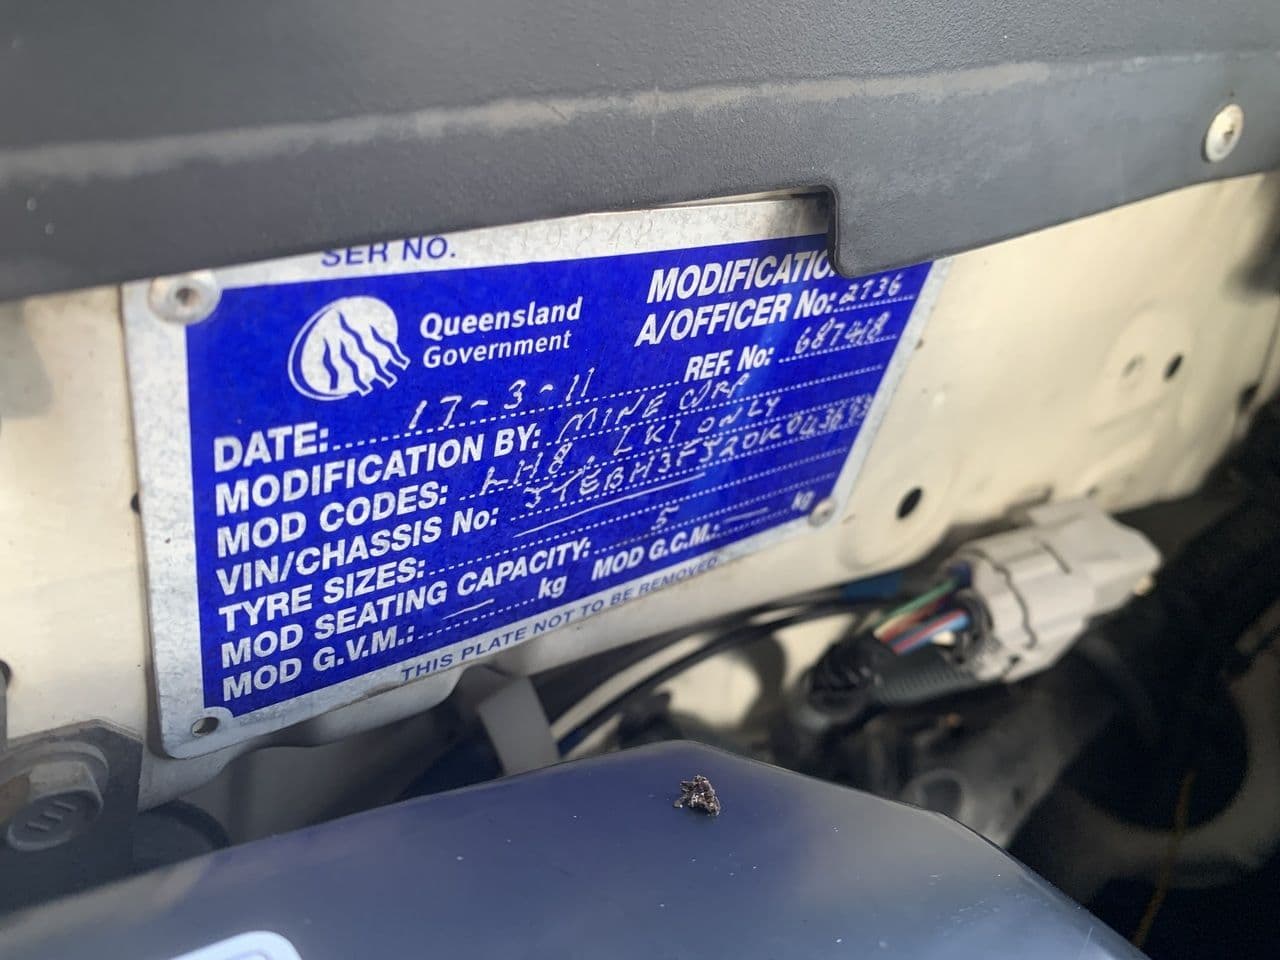 SER NO.
Queensland
Government
MODIFICATIO
A/OFFICER No: 2736
REF. No: 687418
DATE: 17-3-11
MODIFICATION BY: MINE CORP
MOD CODES: LH8, LK1 ONLY
VIN/CHASSIS No:
TYRE SIZES:
MOD SEATING CAPACITY: 5
MOD G.V.M.: kg MOD G.C.M.: kg
THIS PLATE NOT TO BE REMOVED